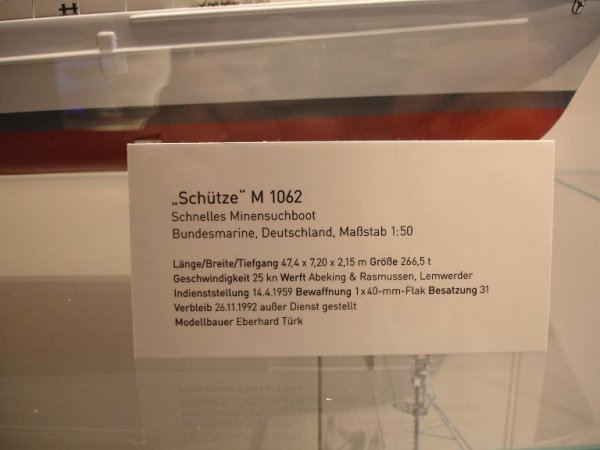 „Schütze“ M 1062
Schnelles Minensuchboot
Bundesmarine, Deutschland, Maßstab 1:50
Länge/Breite/Tiefgang 47,4 x 7,20 x 2,15 m Größe 266,5 t
Geschwindigkeit 25 kn Werft Abeking & Rasmussen, Lemwerder
Indienststellung 14.4.1959 Bewaffnung 1 x 40-mm-Flak Besatzung 31
Verbleib 26.11.1992 außer Dienst gestellt
Modellbauer Eberhard Türk